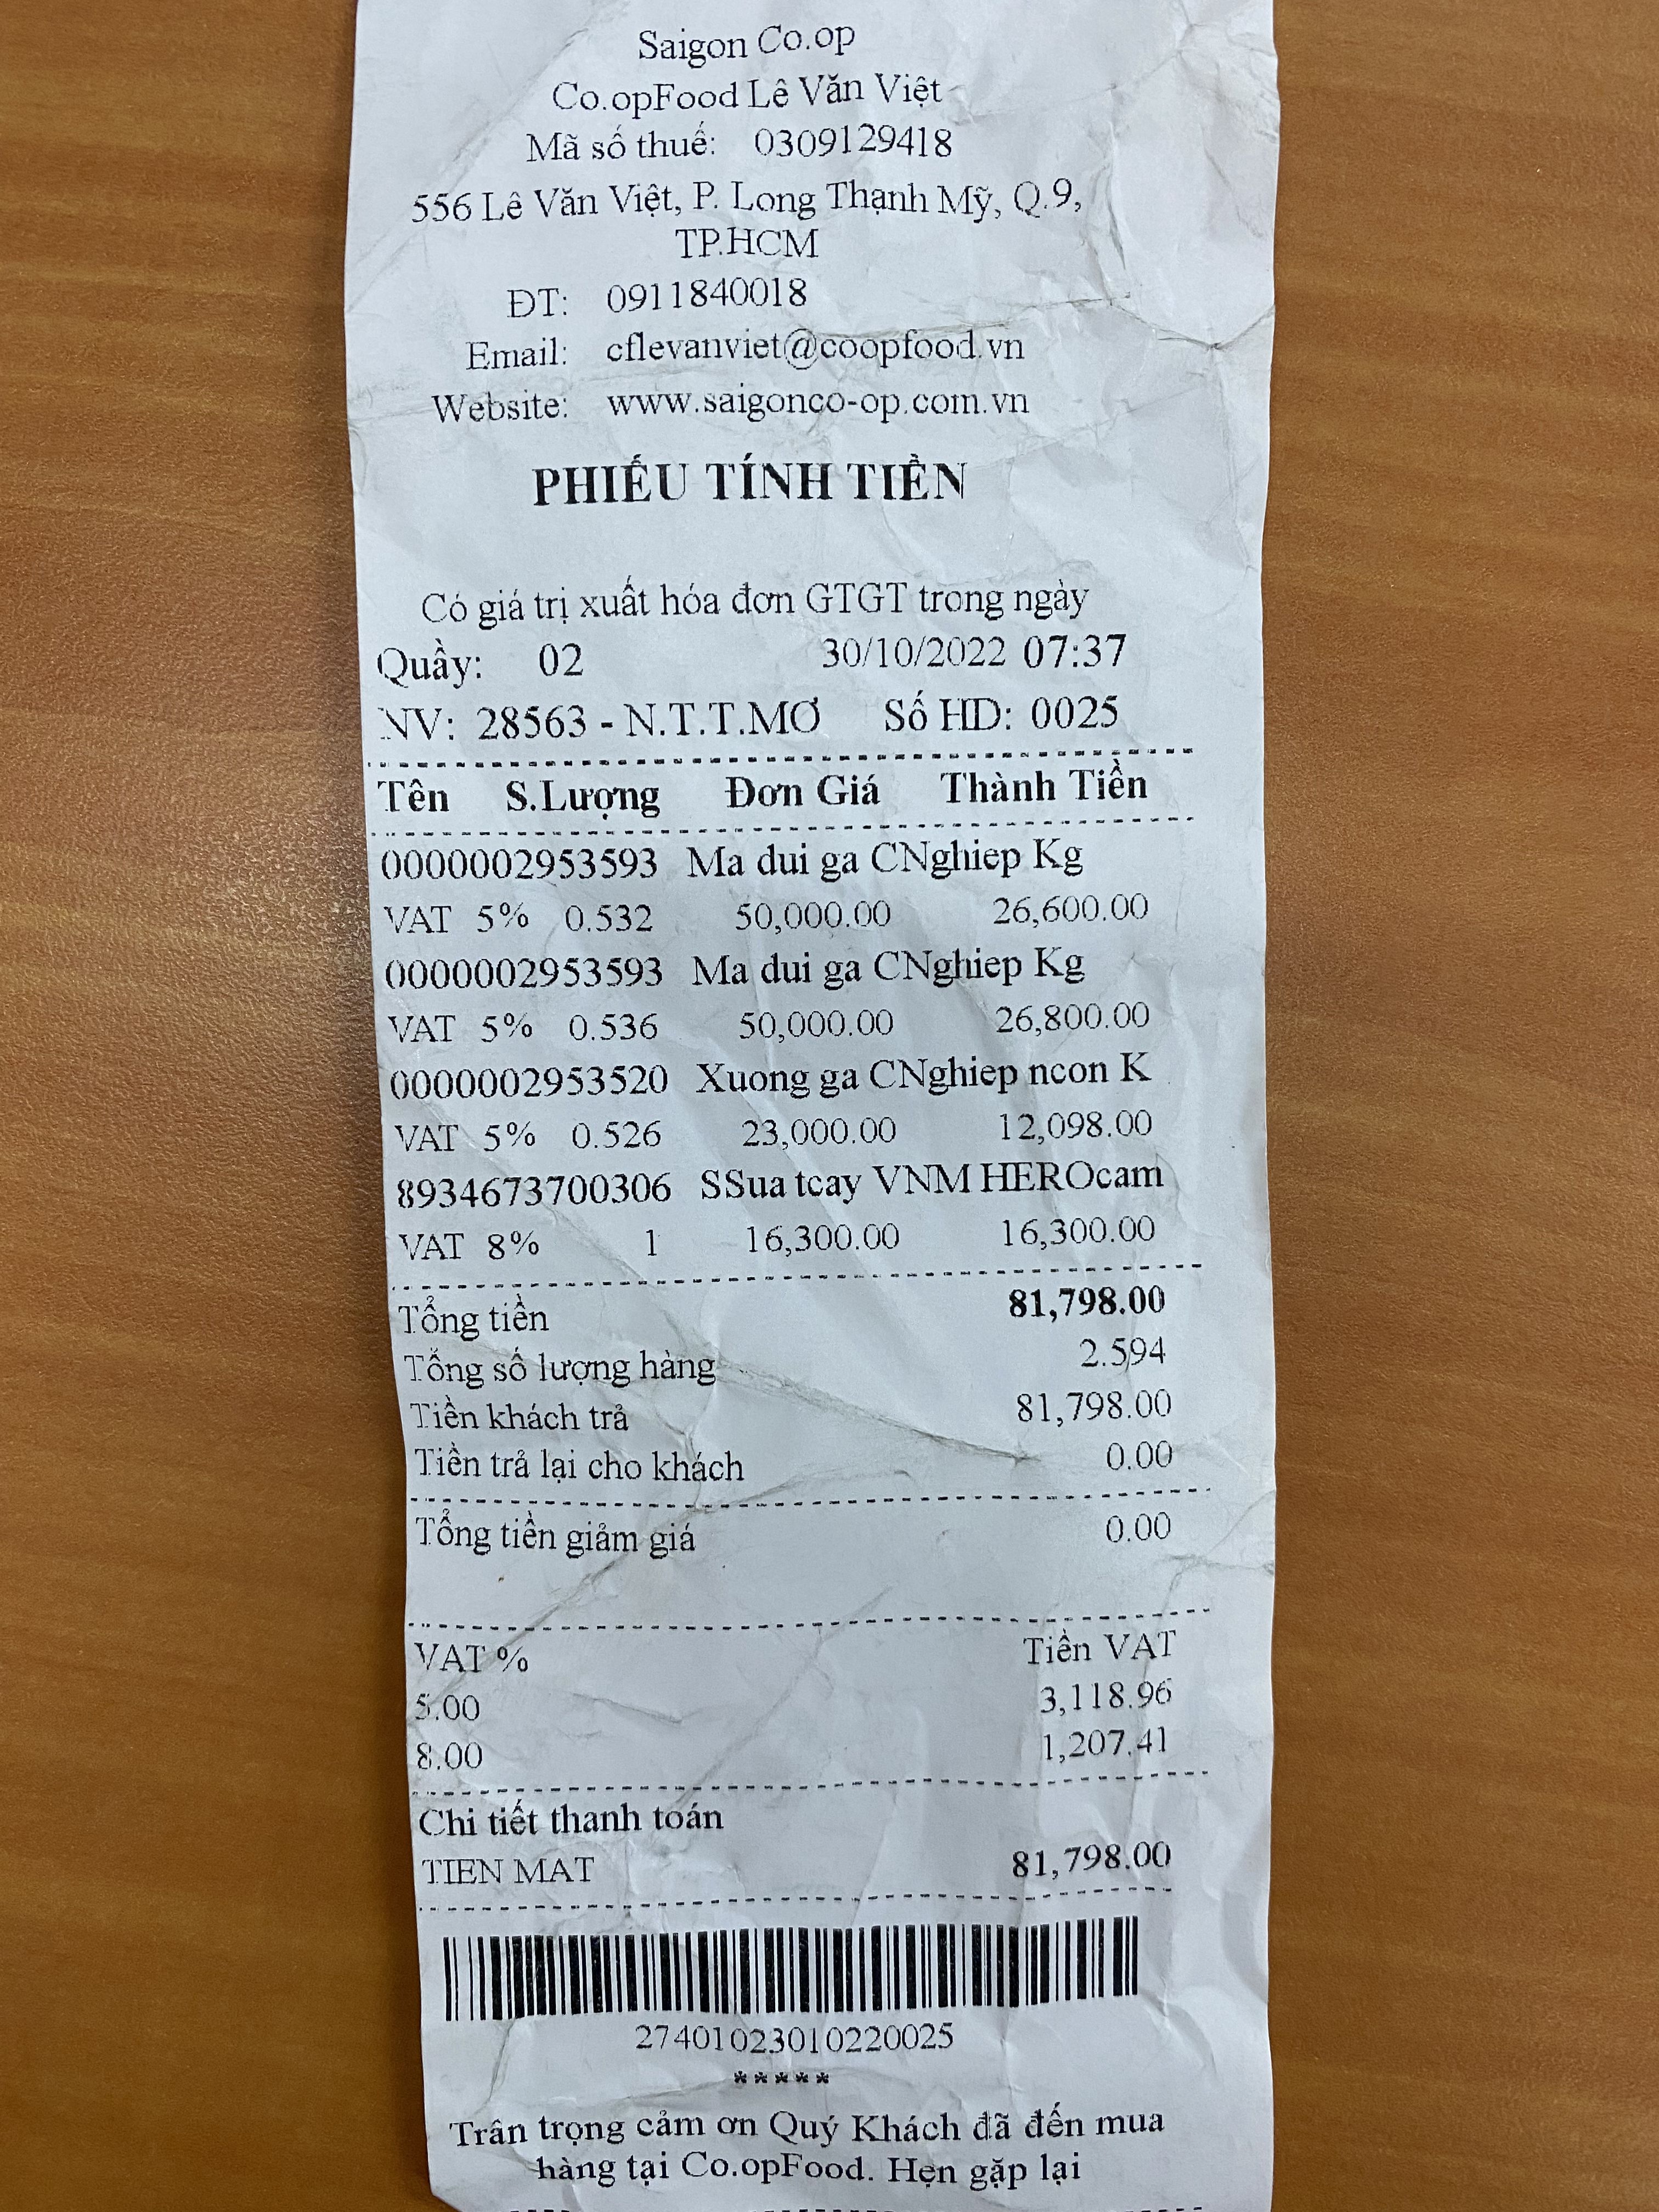 Saigon Co.op
Co.opFood Lê Văn Việt
Mã số thuế: 0309129418
556 Lê Văn Việt, P. Long Thạnh Mỹ, Q.9,
TP.HCM
ĐT: 0911840018
Email: cflevanviet@coopfood.vn
Website: www.saigonco-op.com.vn
PHIẾU TÍNH TIỀN
Có giá trị xuất hóa đơn GTGT trong ngày
Quầy: 02 30/10/2022 07:37
NV: 28563 - N.T.T.MƠ Số HD: 0025
Tên S.Lượng Đơn Giá Thành Tiền
0000002953593 Ma dui ga CNghiep Kg
VAT 5% 0.532 50,000.00 26,600.00
0000002953593 Ma dui ga CNghiep Kg
VAT 5% 0.536 50,000.00 26,800.00
0000002953520 Xuong ga CNghiep ncon K
VAT 5% 0.526 23,000.00 12,098.00
8934673700306 SSua tcay VNM HEROcam
VAT 8% 1 16,300.00 16,300.00
Tổng tiền 81,798.00
Tổng số lượng hàng 2.594
Tiền khách trả 81,798.00
Tiền trả lại cho khách 0.00
Tổng tiền giảm giá 0.00
VAT % Tiền VAT
5.00 3,118.96
8.00 1,207.41
Chi tiết thanh toán
TIEN MAT 81,798.00
27401023010220025
*****
Trân trọng cảm ơn Quý Khách đã đến mua
hàng tại Co.opFood. Hẹn gặp lại